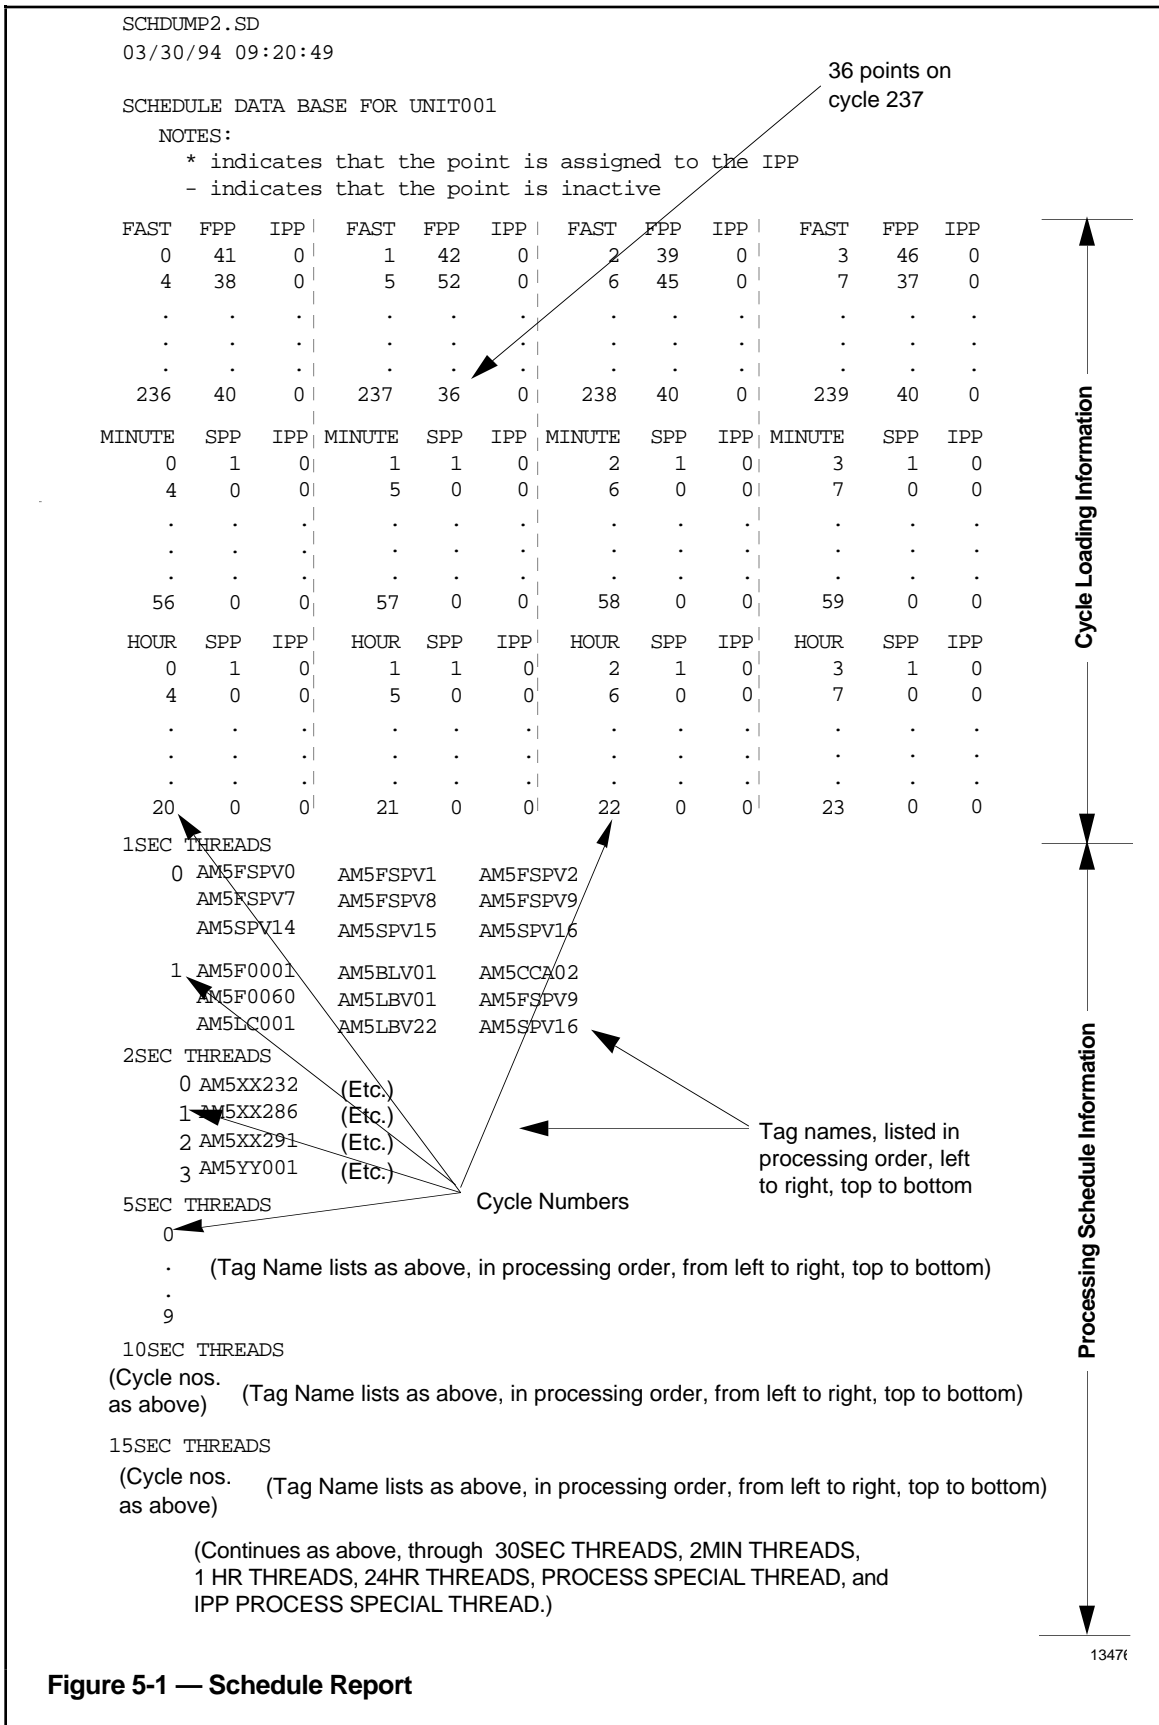 SCHDUMP2.SD
03/30/94 09:20:49
36 points on
cycle 237
SCHEDULE DATA BASE FOR UNIT001
NOTES:
* indicates that the point is assigned to the IPP
- indicates that the point is inactive
FAST FPP IPP FAST FPP IPP FAST FPP IPP FAST FPP IPP
0 41 0 1 42 0 2 39 0 3 46 0
4 38 0 5 52 0 6 45 0 7 37 0
. . . . . . . . . . . .
. . . . . . . . . . . .
. . . . . . . . . . . .
236 40 0 237 36 0 238 40 0 239 40 0
MINUTE SPP IPP MINUTE SPP IPP MINUTE SPP IPP MINUTE SPP IPP
0 1 0 1 1 0 2 1 0 3 1 0
4 0 0 5 0 0 6 0 0 7 0 0
. . . . . . . . . . . .
. . . . . . . . . . . .
. . . . . . . . . . . .
56 0 0 57 0 0 58 0 0 59 0 0
HOUR SPP IPP HOUR SPP IPP HOUR SPP IPP HOUR SPP IPP
0 1 0 1 1 0 2 1 0 3 1 0
4 0 0 5 0 0 6 0 0 7 0 0
. . . . . . . . . . . .
. . . . . . . . . . . .
. . . . . . . . . . . .
20 0 0 21 0 0 22 0 0 23 0 0
Cycle Loading Information
1SEC THREADS
0 AM5FSPV0 AM5FSPV1 AM5FSPV2
AM5FSPV7 AM5FSPV8 AM5FSPV9
AM5SPV14 AM5SPV15 AM5SPV16
1 AM5F0001 AM5BLV01 AM5CCA02
AM5F0060 AM5LBV01 AM5FSPV9
AM5LC001 AM5LBV22 AM5SPV16
2SEC THREADS
0 AM5XX232 (Etc.)
1 AM5XX286 (Etc.)
2 AM5XX291 (Etc.)
3 AM5YY001 (Etc.)
Tag names, listed in
processing order, left
to right, top to bottom
Cycle Numbers
5SEC THREADS
0
.
(Tag Name lists as above, in processing order, from left to right, top to bottom)
.
9
10SEC THREADS
(Cycle nos.
as above)
(Tag Name lists as above, in processing order, from left to right, top to bottom)
15SEC THREADS
(Cycle nos.
as above)
(Tag Name lists as above, in processing order, from left to right, top to bottom)
(Continues as above, through 30SEC THREADS, 2MIN THREADS,
1 HR THREADS, 24HR THREADS, PROCESS SPECIAL THREAD, and
IPP PROCESS SPECIAL THREAD.)
Processing Schedule Information
Figure 5-1 — Schedule Report